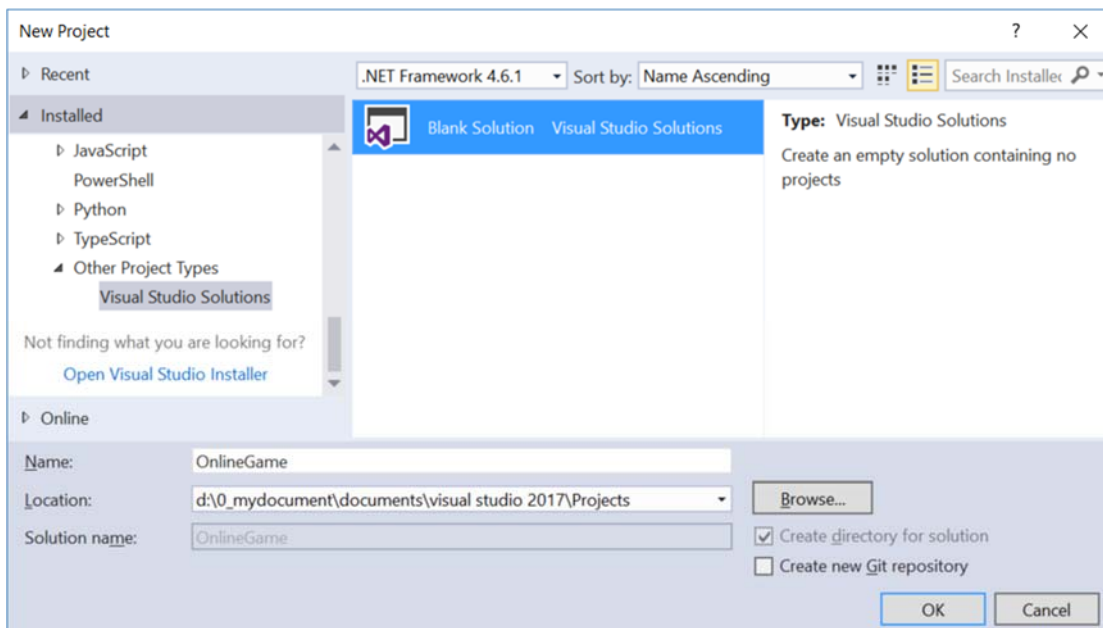 New Project ?
Recent
.NET Framework 4.6.1 Sort by: Name Ascending Search Installec
Installed
JavaScript
PowerShell
Python
TypeScript
Other Project Types
Visual Studio Solutions
Not finding what you are looking for?
Open Visual Studio Installer
Online
Blank Solution Visual Studio Solutions
Type: Visual Studio Solutions
Create an empty solution containing no
projects
Name: OnlineGame
Location: d:\0_mydocument\documents\visual studio 2017\Projects Browse...
Solution name: OnlineGame
Create directory for solution
Create new Git repository
OK Cancel